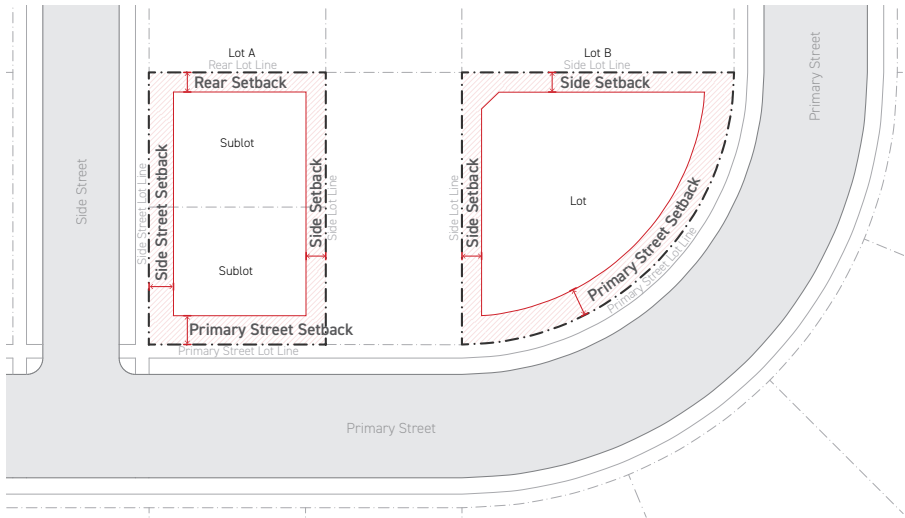 Lot A
Rear Lot Line
Rear Setback
Sublot
Sublot
Side Street
Side Street Lot Line
Side Street Setback
Side Setback
Side Lot Line
Primary Street Setback
Primary Street Lot Line
Lot B
Side Lot Line
Side Setback
Side Lot Line
Side Setback
Lot
Primary Street Setback
Primary Street Lot Line
Primary Street
Primary Street